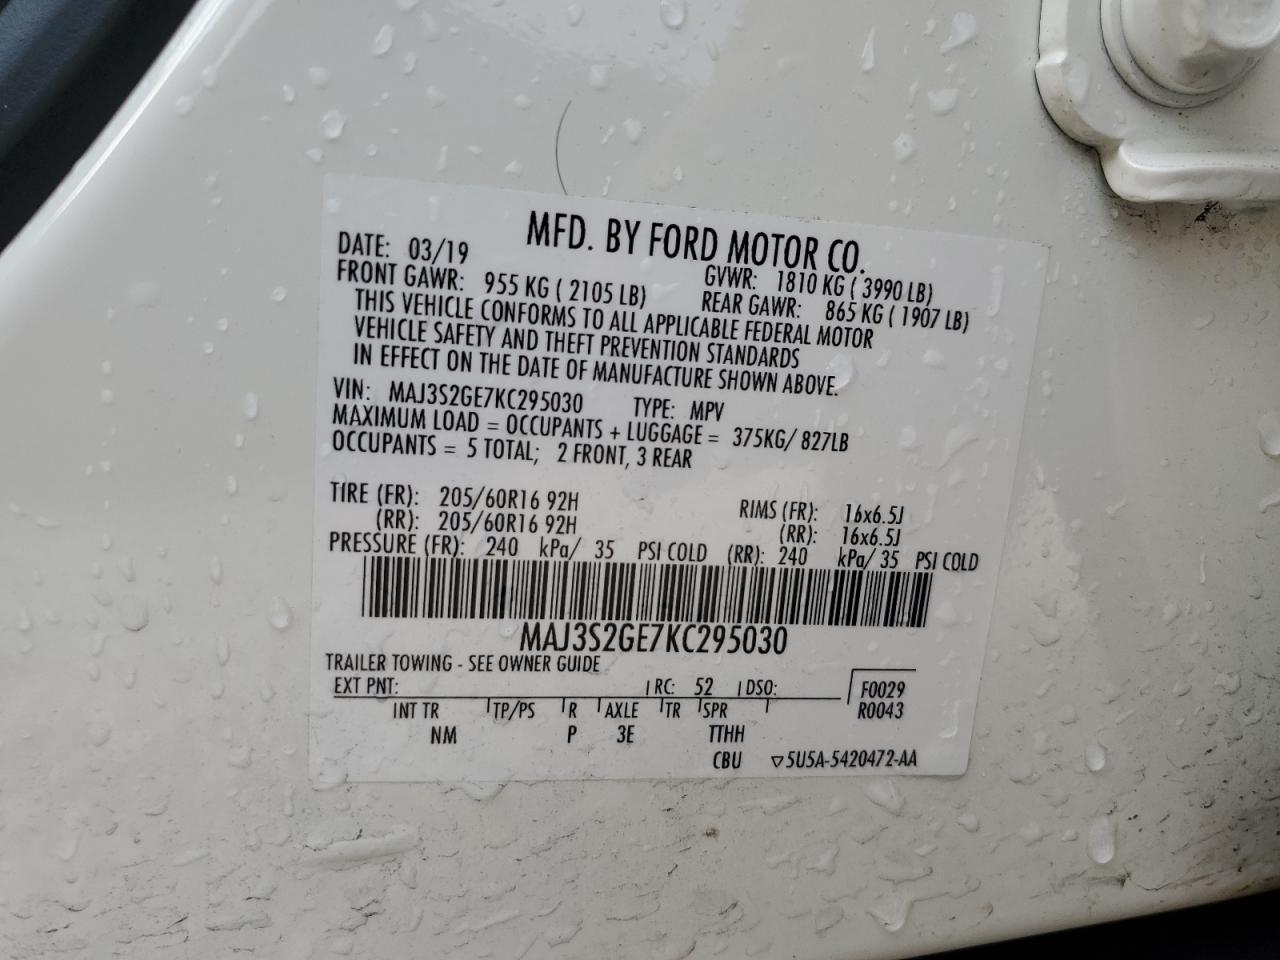 MFD. BY FORD MOTOR CO.
DATE: 03/19 GVWR: 1810 KG ( 3990 LB)
FRONT GAWR: 955 KG ( 2105 LB) REAR GAWR: 865 KG ( 1907 LB)
THIS VEHICLE CONFORMS TO ALL APPLICABLE FEDERAL MOTOR
VEHICLE SAFETY AND THEFT PREVENTION STANDARDS
IN EFFECT ON THE DATE OF MANUFACTURE SHOWN ABOVE.
VIN: MAJ3S2GE7KC295030 TYPE: MPV
MAXIMUM LOAD = OCCUPANTS + LUGGAGE = 375KG/ 827LB
OCCUPANTS = 5 TOTAL; 2 FRONT, 3 REAR
TIRE (FR): 205/60R16 92H RIMS (FR): 16x6.5J
(RR): 205/60R16 92H (RR): 16x6.5J
PRESSURE (FR): 240 kPa/ 35 PSI COLD (RR): 240 kPa/ 35 PSI COLD
MAJ3S2GE7KC295030
TRAILER TOWING - SEE OWNER GUIDE
EXT PNT: RC: 52 DSO: F0029
INT TR TP/PS R AXLE TR SPR R0043
NM P 3E TTHH
CBU ▽5U5A-5420472-AA